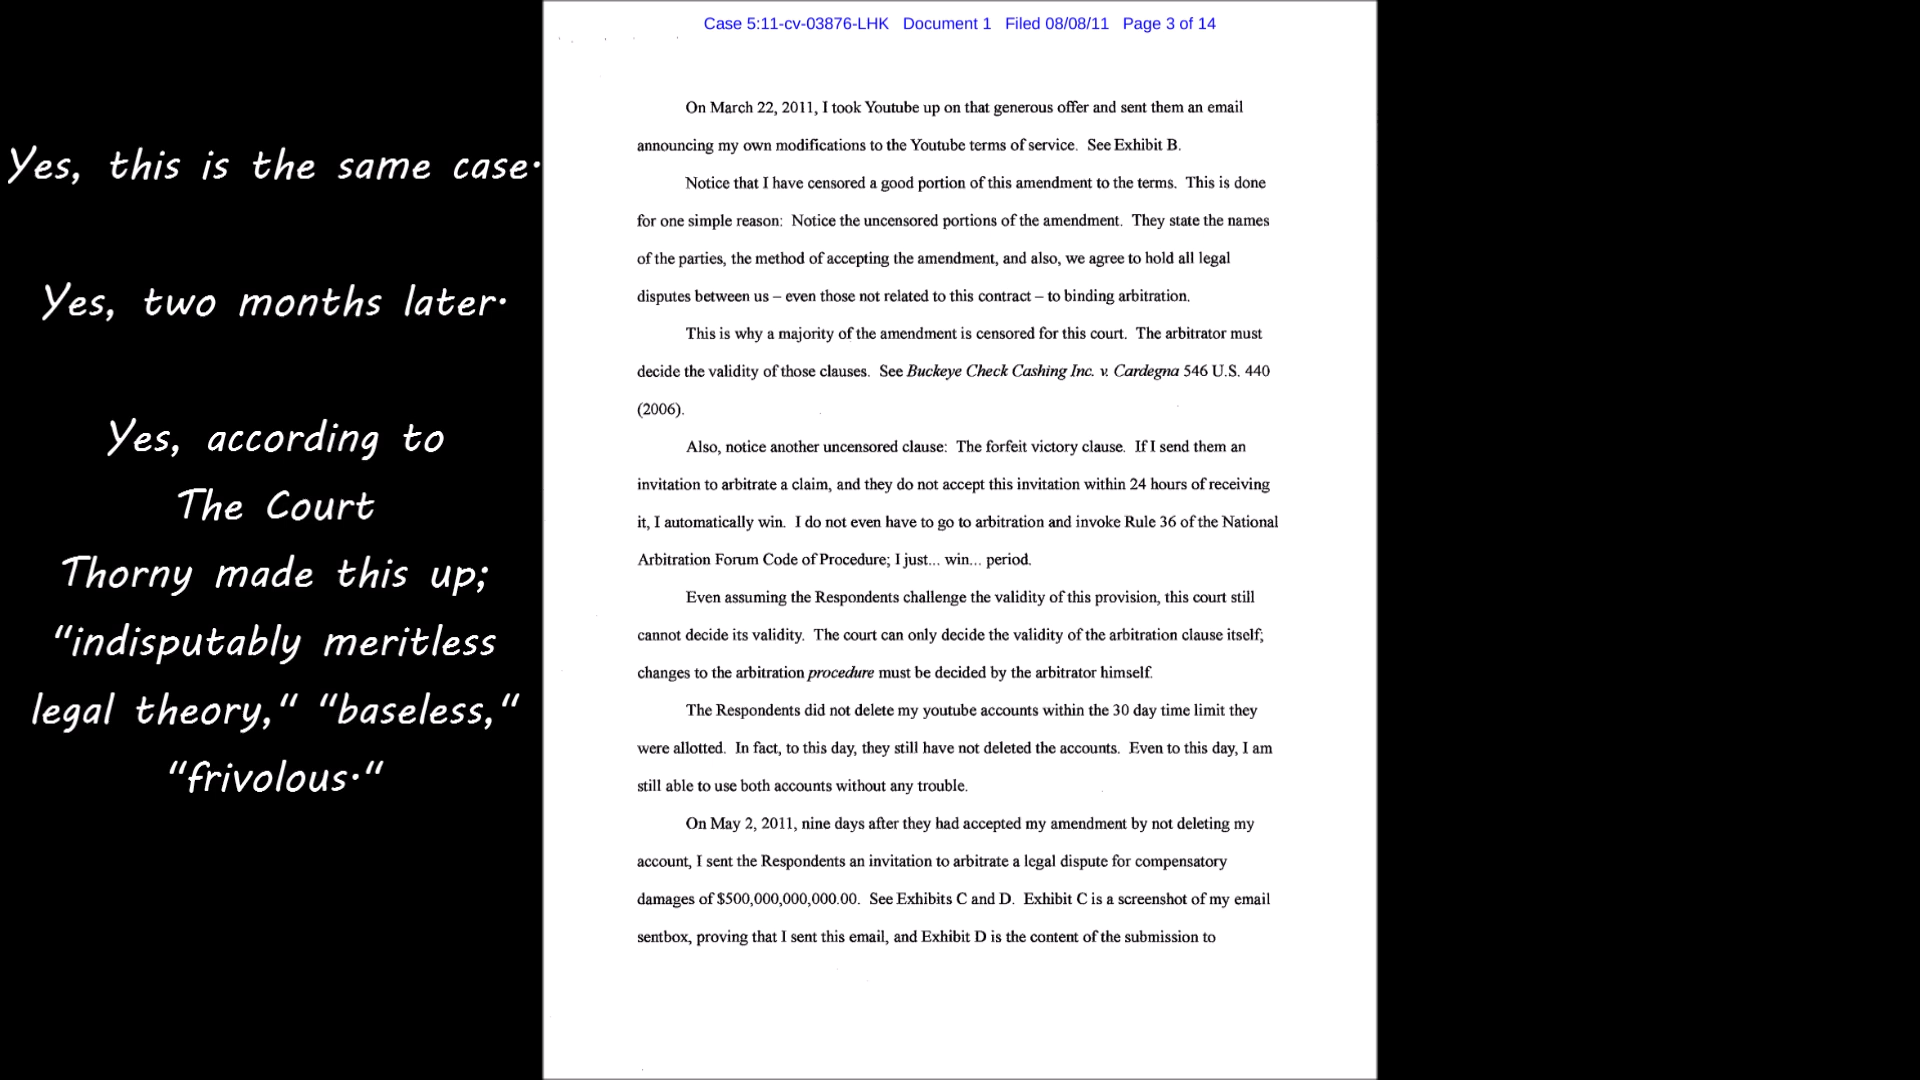 Case 5:11-cv-03876-LHK Document 1 Filed 08/08/11 Page 3 of 14
Yes, this is the same case.
Yes, two months later.
Yes, according to
The Court
Thorny made this up;
"indisputably meritless
legal theory," "baseless,"
"frivolous."
On March 22, 2011, I took Youtube up on that generous offer and sent them an email
announcing my own modifications to the Youtube terms of service. See Exhibit B.
Notice that I have censored a good portion of this amendment to the terms. This is done
for one simple reason: Notice the uncensored portions of the amendment. They state the names
of the parties, the method of accepting the amendment, and also, we agree to hold all legal
disputes between us – even those not related to this contract – to binding arbitration.
This is why a majority of the amendment is censored for this court. The arbitrator must
decide the validity of those clauses. See Buckeye Check Cashing Inc. v. Cardegna 546 U.S. 440
(2006).
Also, notice another uncensored clause: The forfeit victory clause. If I send them an
invitation to arbitrate a claim, and they do not accept this invitation within 24 hours of receiving
it, I automatically win. I do not even have to go to arbitration and invoke Rule 36 of the National
Arbitration Forum Code of Procedure; I just... win... period.
Even assuming the Respondents challenge the validity of this provision, this court still
cannot decide its validity. The court can only decide the validity of the arbitration clause itself;
changes to the arbitration procedure must be decided by the arbitrator himself.
The Respondents did not delete my youtube accounts within the 30 day time limit they
were allotted. In fact, to this day, they still have not deleted the accounts. Even to this day, I am
still able to use both accounts without any trouble.
On May 2, 2011, nine days after they had accepted my amendment by not deleting my
account, I sent the Respondents an invitation to arbitrate a legal dispute for compensatory
damages of $500,000,000,000.00. See Exhibits C and D. Exhibit C is a screenshot of my email
sentbox, proving that I sent this email, and Exhibit D is the content of the submission to